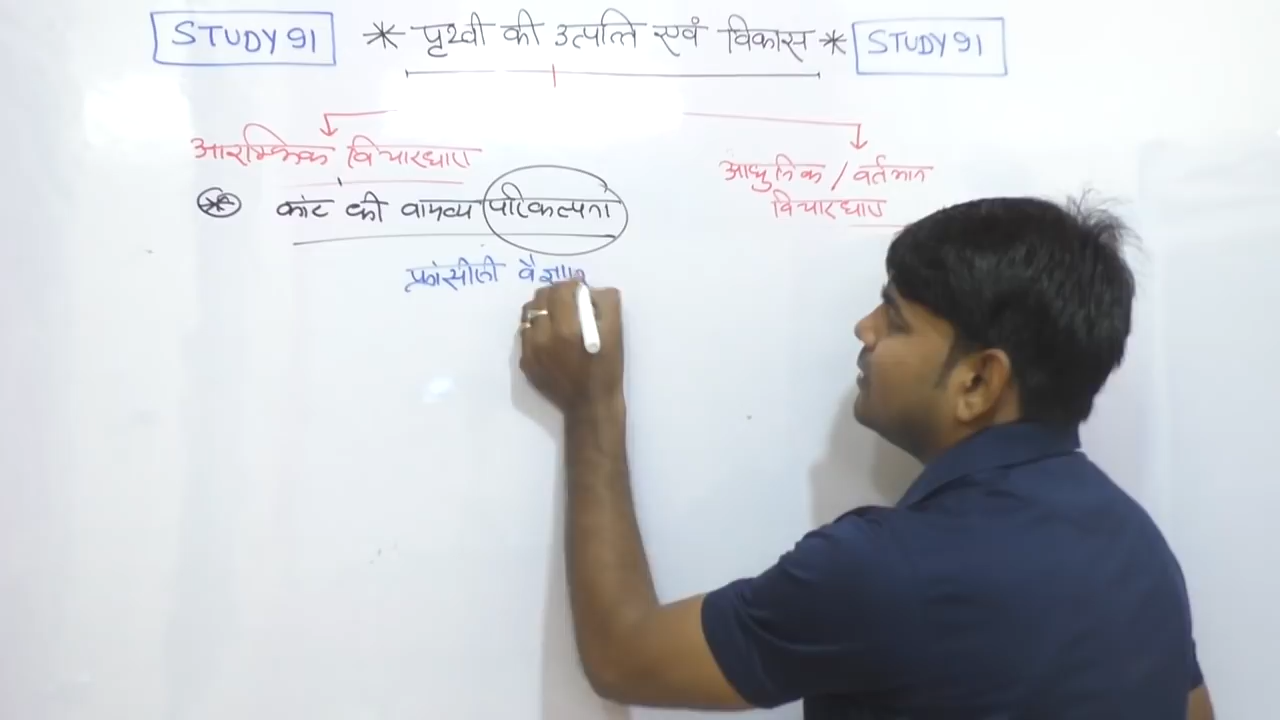 STUDY 91 * पृथ्वी की उत्पत्ति एवं विकास * STUDY 91
आरम्भिक विचारधारा
आधुनिक / वर्तमान
विचारधारा
* कांट की वायव्य परिकल्पना
फ्रांसीसी वैज्ञान